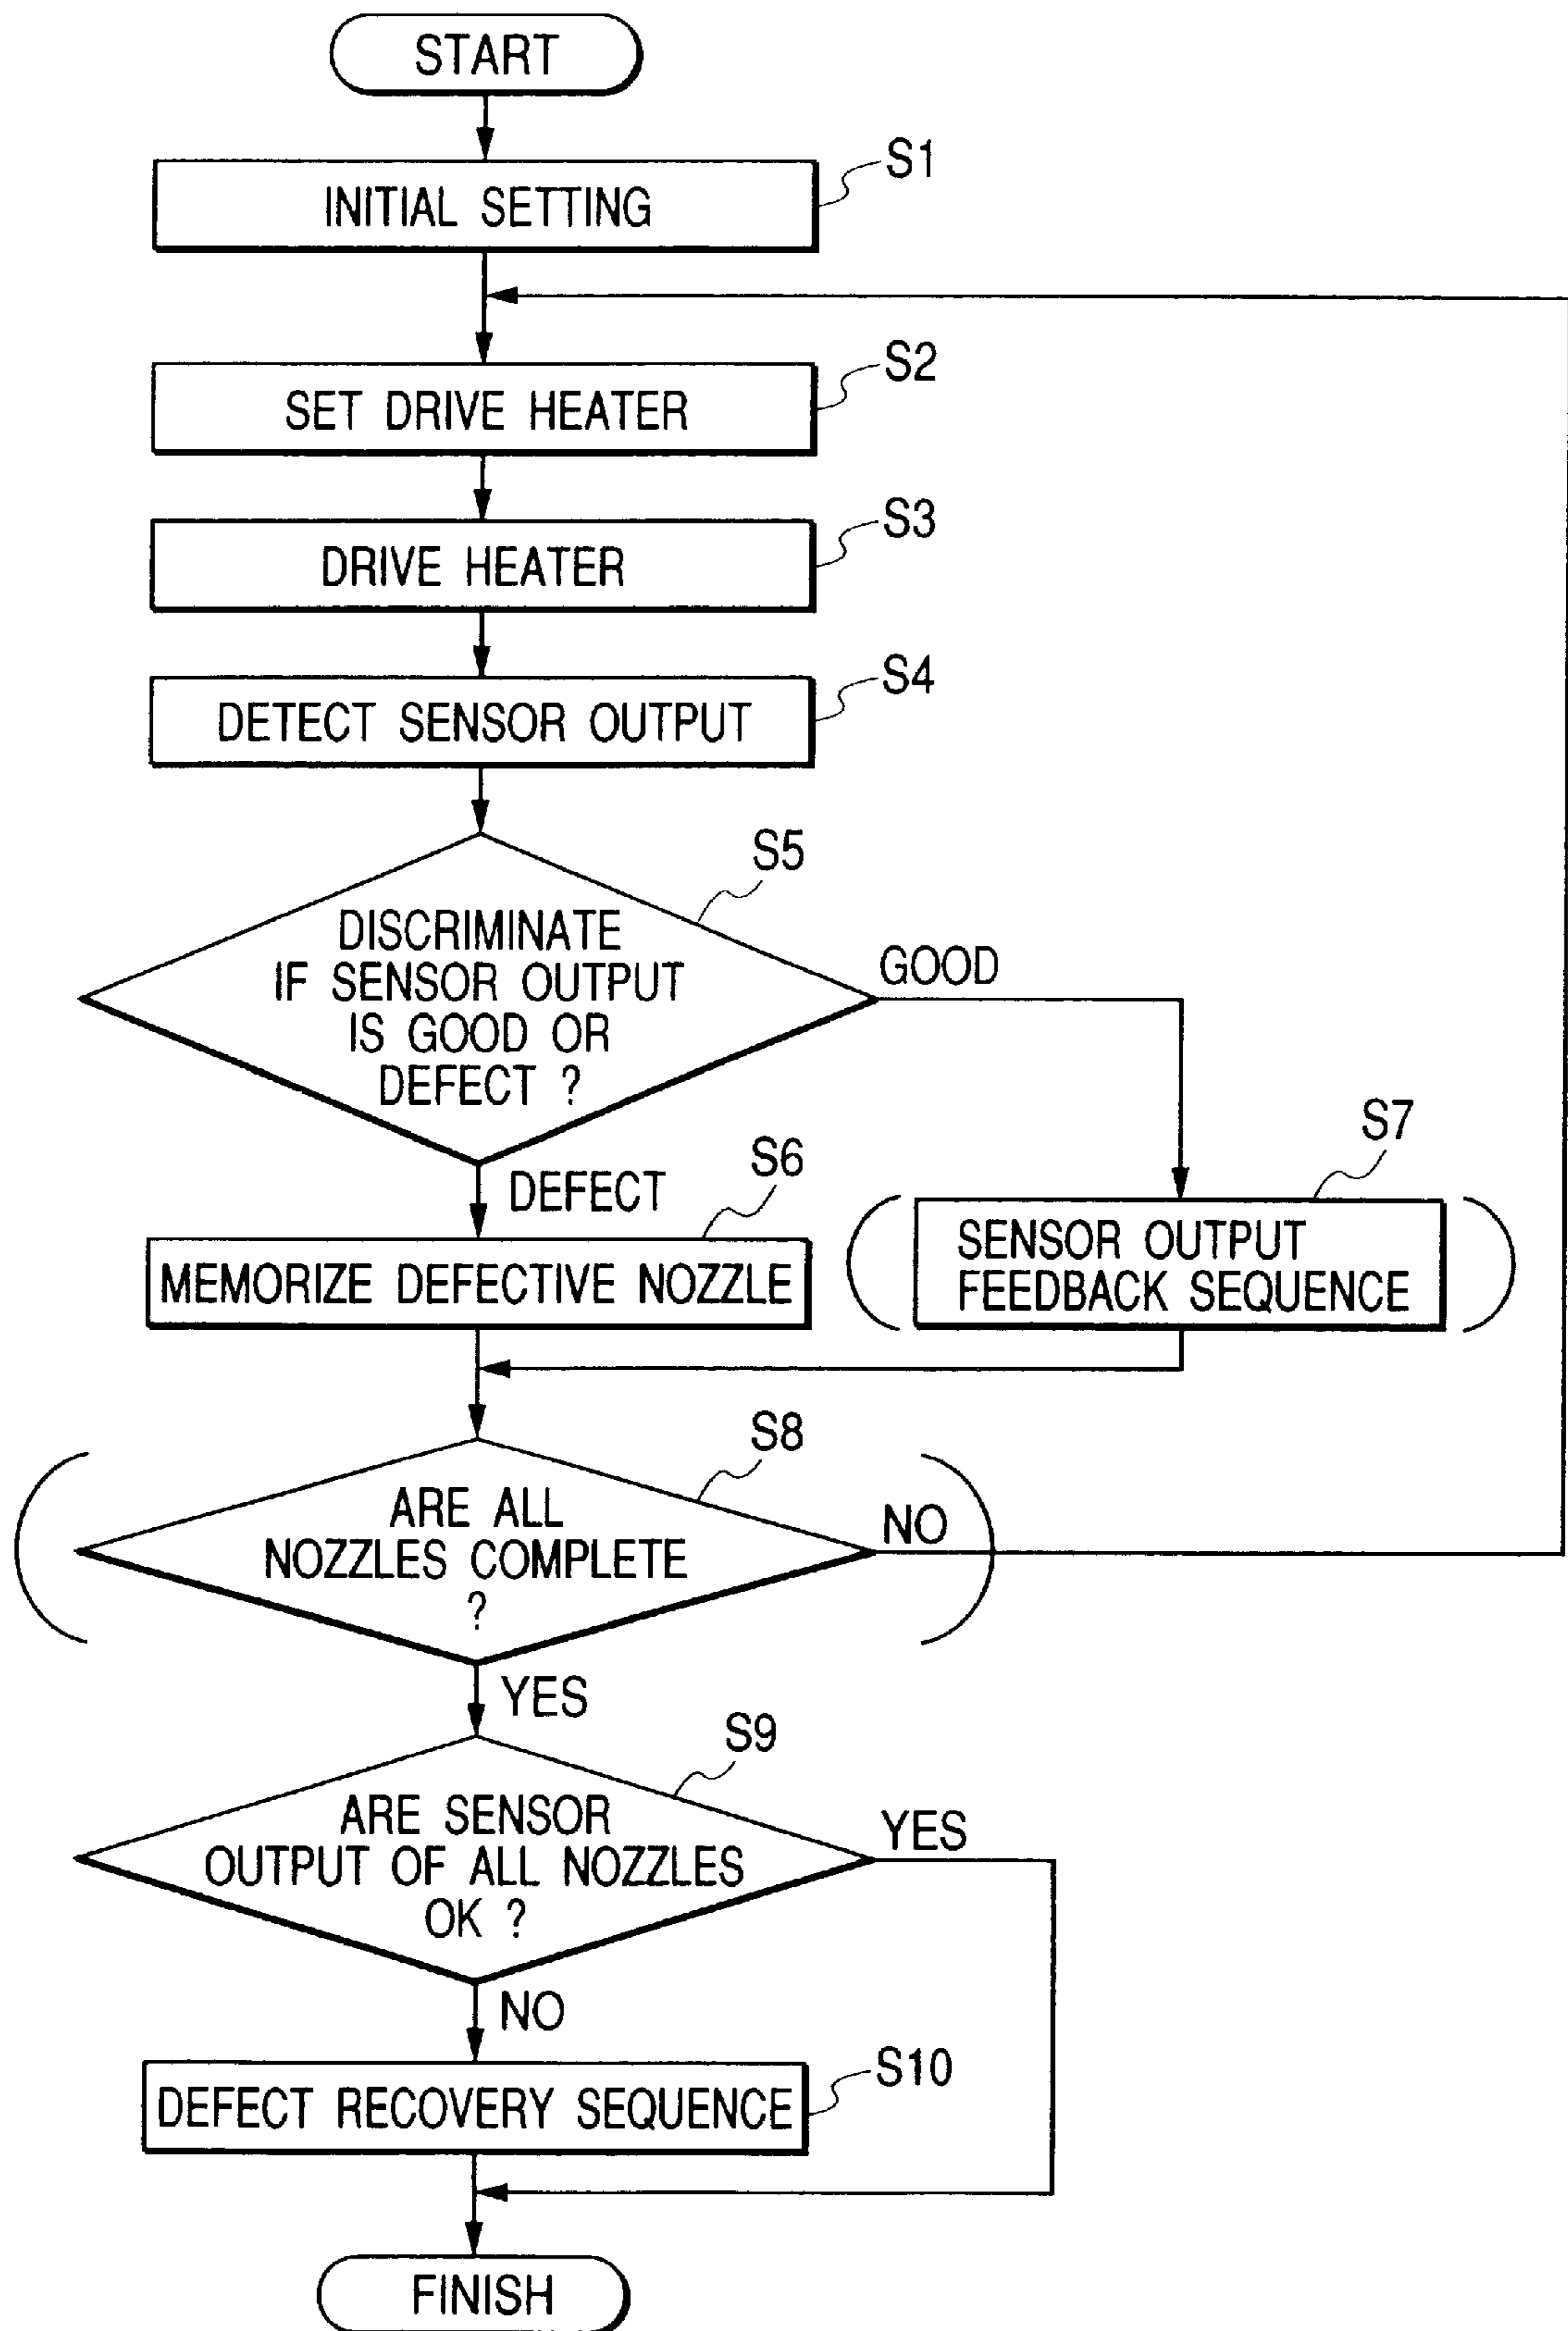 START
S1
INITIAL SETTING
S2
SET DRIVE HEATER
S3
DRIVE HEATER
S4
DETECT SENSOR OUTPUT
S5
DISCRIMINATE
IF SENSOR OUTPUT
IS GOOD OR
DEFECT ?
GOOD
DEFECT
S6
MEMORIZE DEFECTIVE NOZZLE
S7
SENSOR OUTPUT
FEEDBACK SEQUENCE
S8
ARE ALL
NOZZLES COMPLETE
?
NO
YES
S9
ARE SENSOR
OUTPUT OF ALL NOZZLES
OK ?
YES
NO
S10
DEFECT RECOVERY SEQUENCE
FINISH